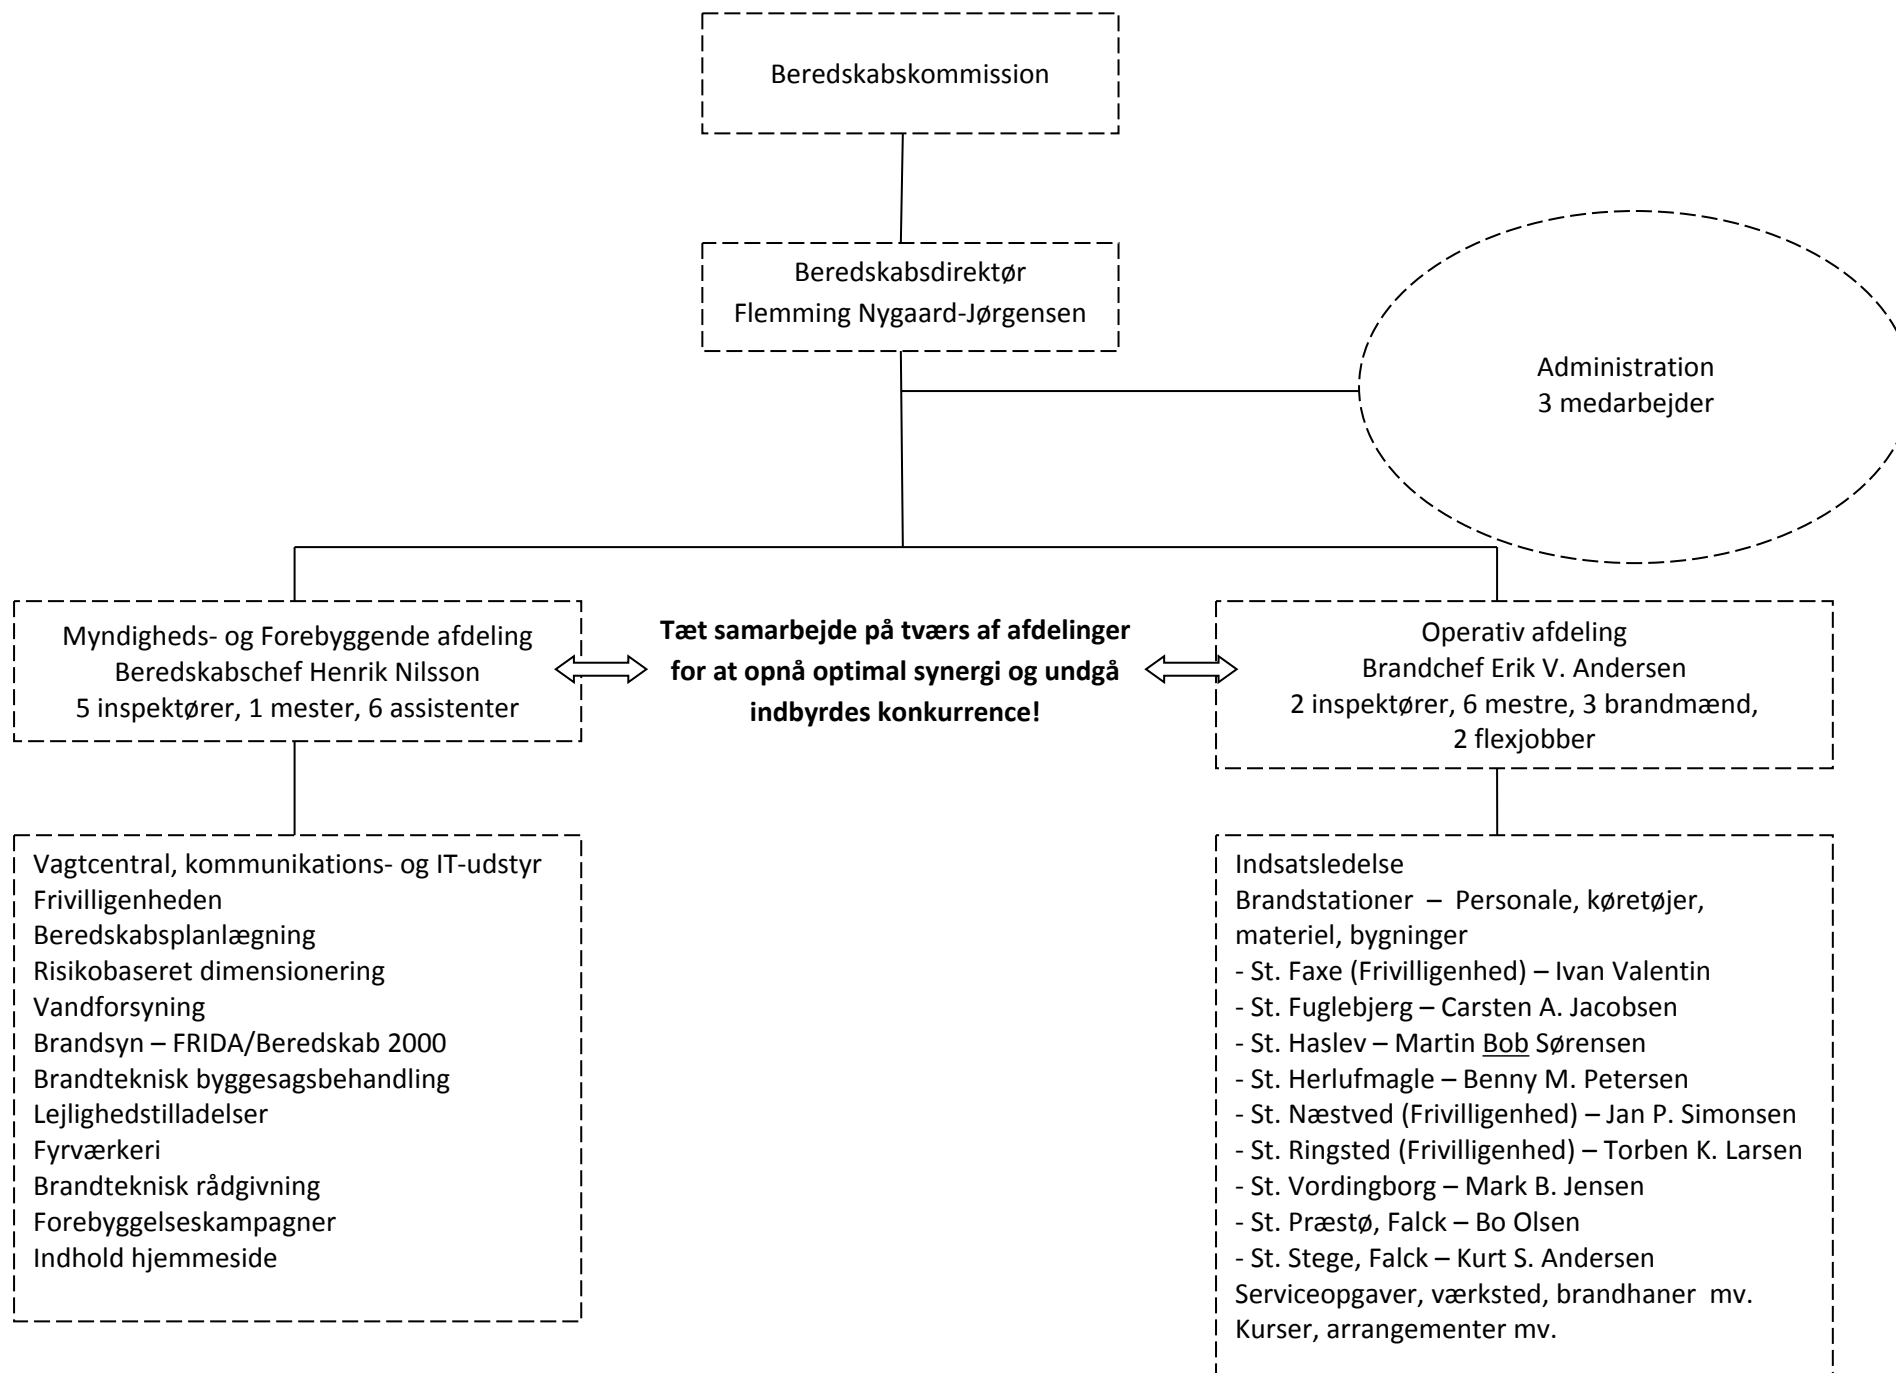 Beredskabskommission
Beredskabsdirektør
Flemming Nygaard-Jørgensen
Administration
3 medarbejder
Myndigheds- og Forebyggende afdeling
Beredskabschef Henrik Nilsson
5 inspektører, 1 mester, 6 assistenter
Tæt samarbejde på tværs af afdelinger
for at opnå optimal synergi og undgå
indbyrdes konkurrence!
Operativ afdeling
Brandchef Erik V. Andersen
2 inspektører, 6 mestre, 3 brandmænd,
2 flexjobber
Vagtcentral, kommunikations- og IT-udstyr
Frivilligenheden
Beredskabsplanlægning
Risikobaseret dimensionering
Vandforsyning
Brandsyn – FRIDA/Beredskab 2000
Brandteknisk byggesagsbehandling
Lejlighedstilladelser
Fyrværkeri
Brandteknisk rådgivning
Forebyggelseskampagner
Indhold hjemmeside
Indsatsledelse
Brandstationer – Personale, køretøjer,
materiel, bygninger
- St. Faxe (Frivilligenhed) – Ivan Valentin
- St. Fuglebjerg – Carsten A. Jacobsen
- St. Haslev – Martin Bob Sørensen
- St. Herlufmagle – Benny M. Petersen
- St. Næstved (Frivilligenhed) – Jan P. Simonsen
- St. Ringsted (Frivilligenhed) – Torben K. Larsen
- St. Vordingborg – Mark B. Jensen
- St. Præstø, Falck – Bo Olsen
- St. Stege, Falck – Kurt S. Andersen
Serviceopgaver, værksted, brandhaner mv.
Kurser, arrangementer mv.